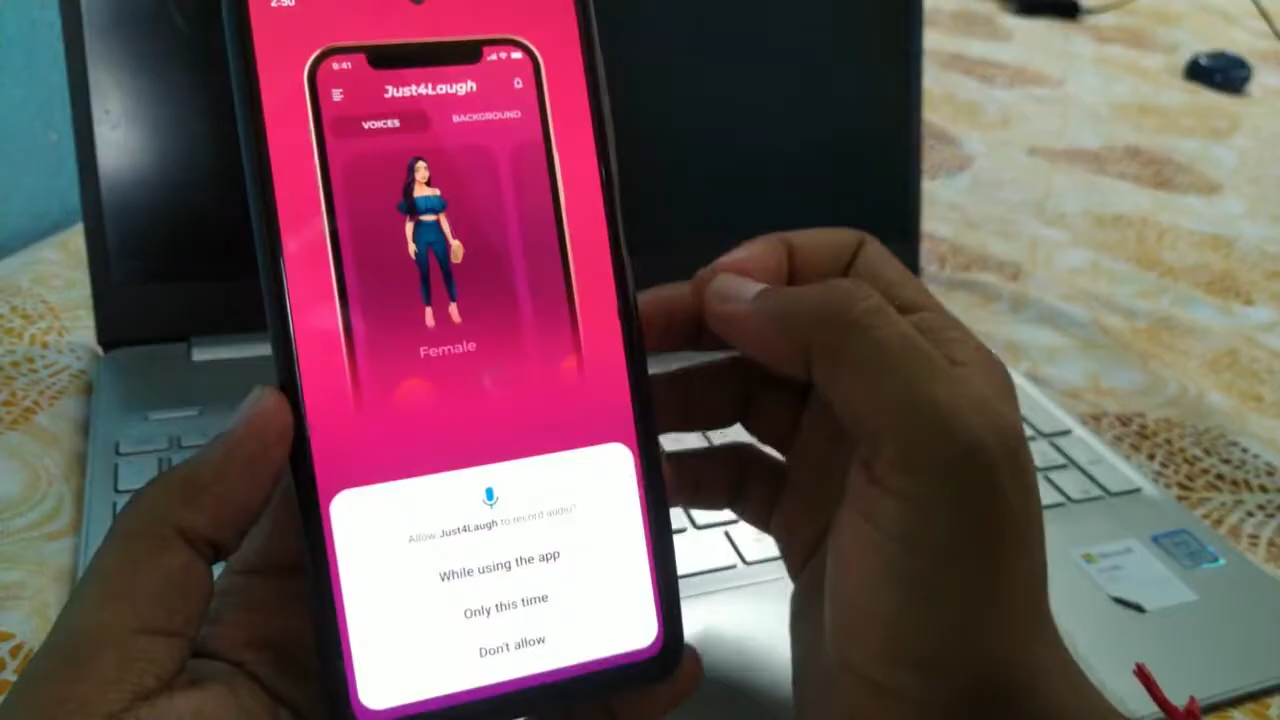 2:50
9:41
Just4Laugh
VOICES BACKGROUND
Female
Allow Just4Laugh to record audio?
While using the app
Only this time
Don't allow